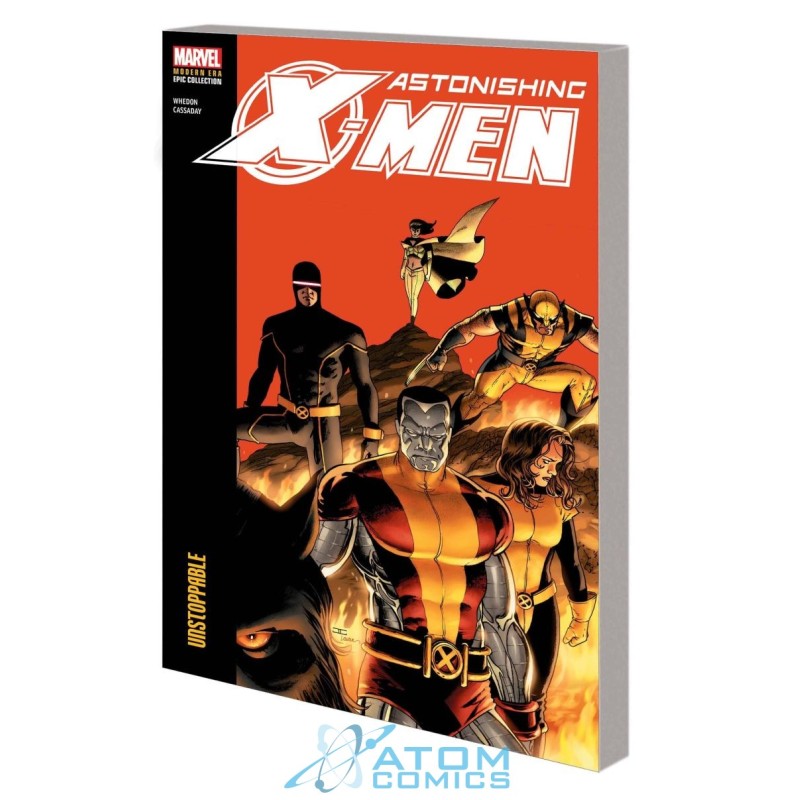 MARVEL
MODERN ERA
EPIC COLLECTION
WHEDON
CASSADAY
ASTONISHING
X-MEN
UNSTOPPABLE
ATOM
COMICS